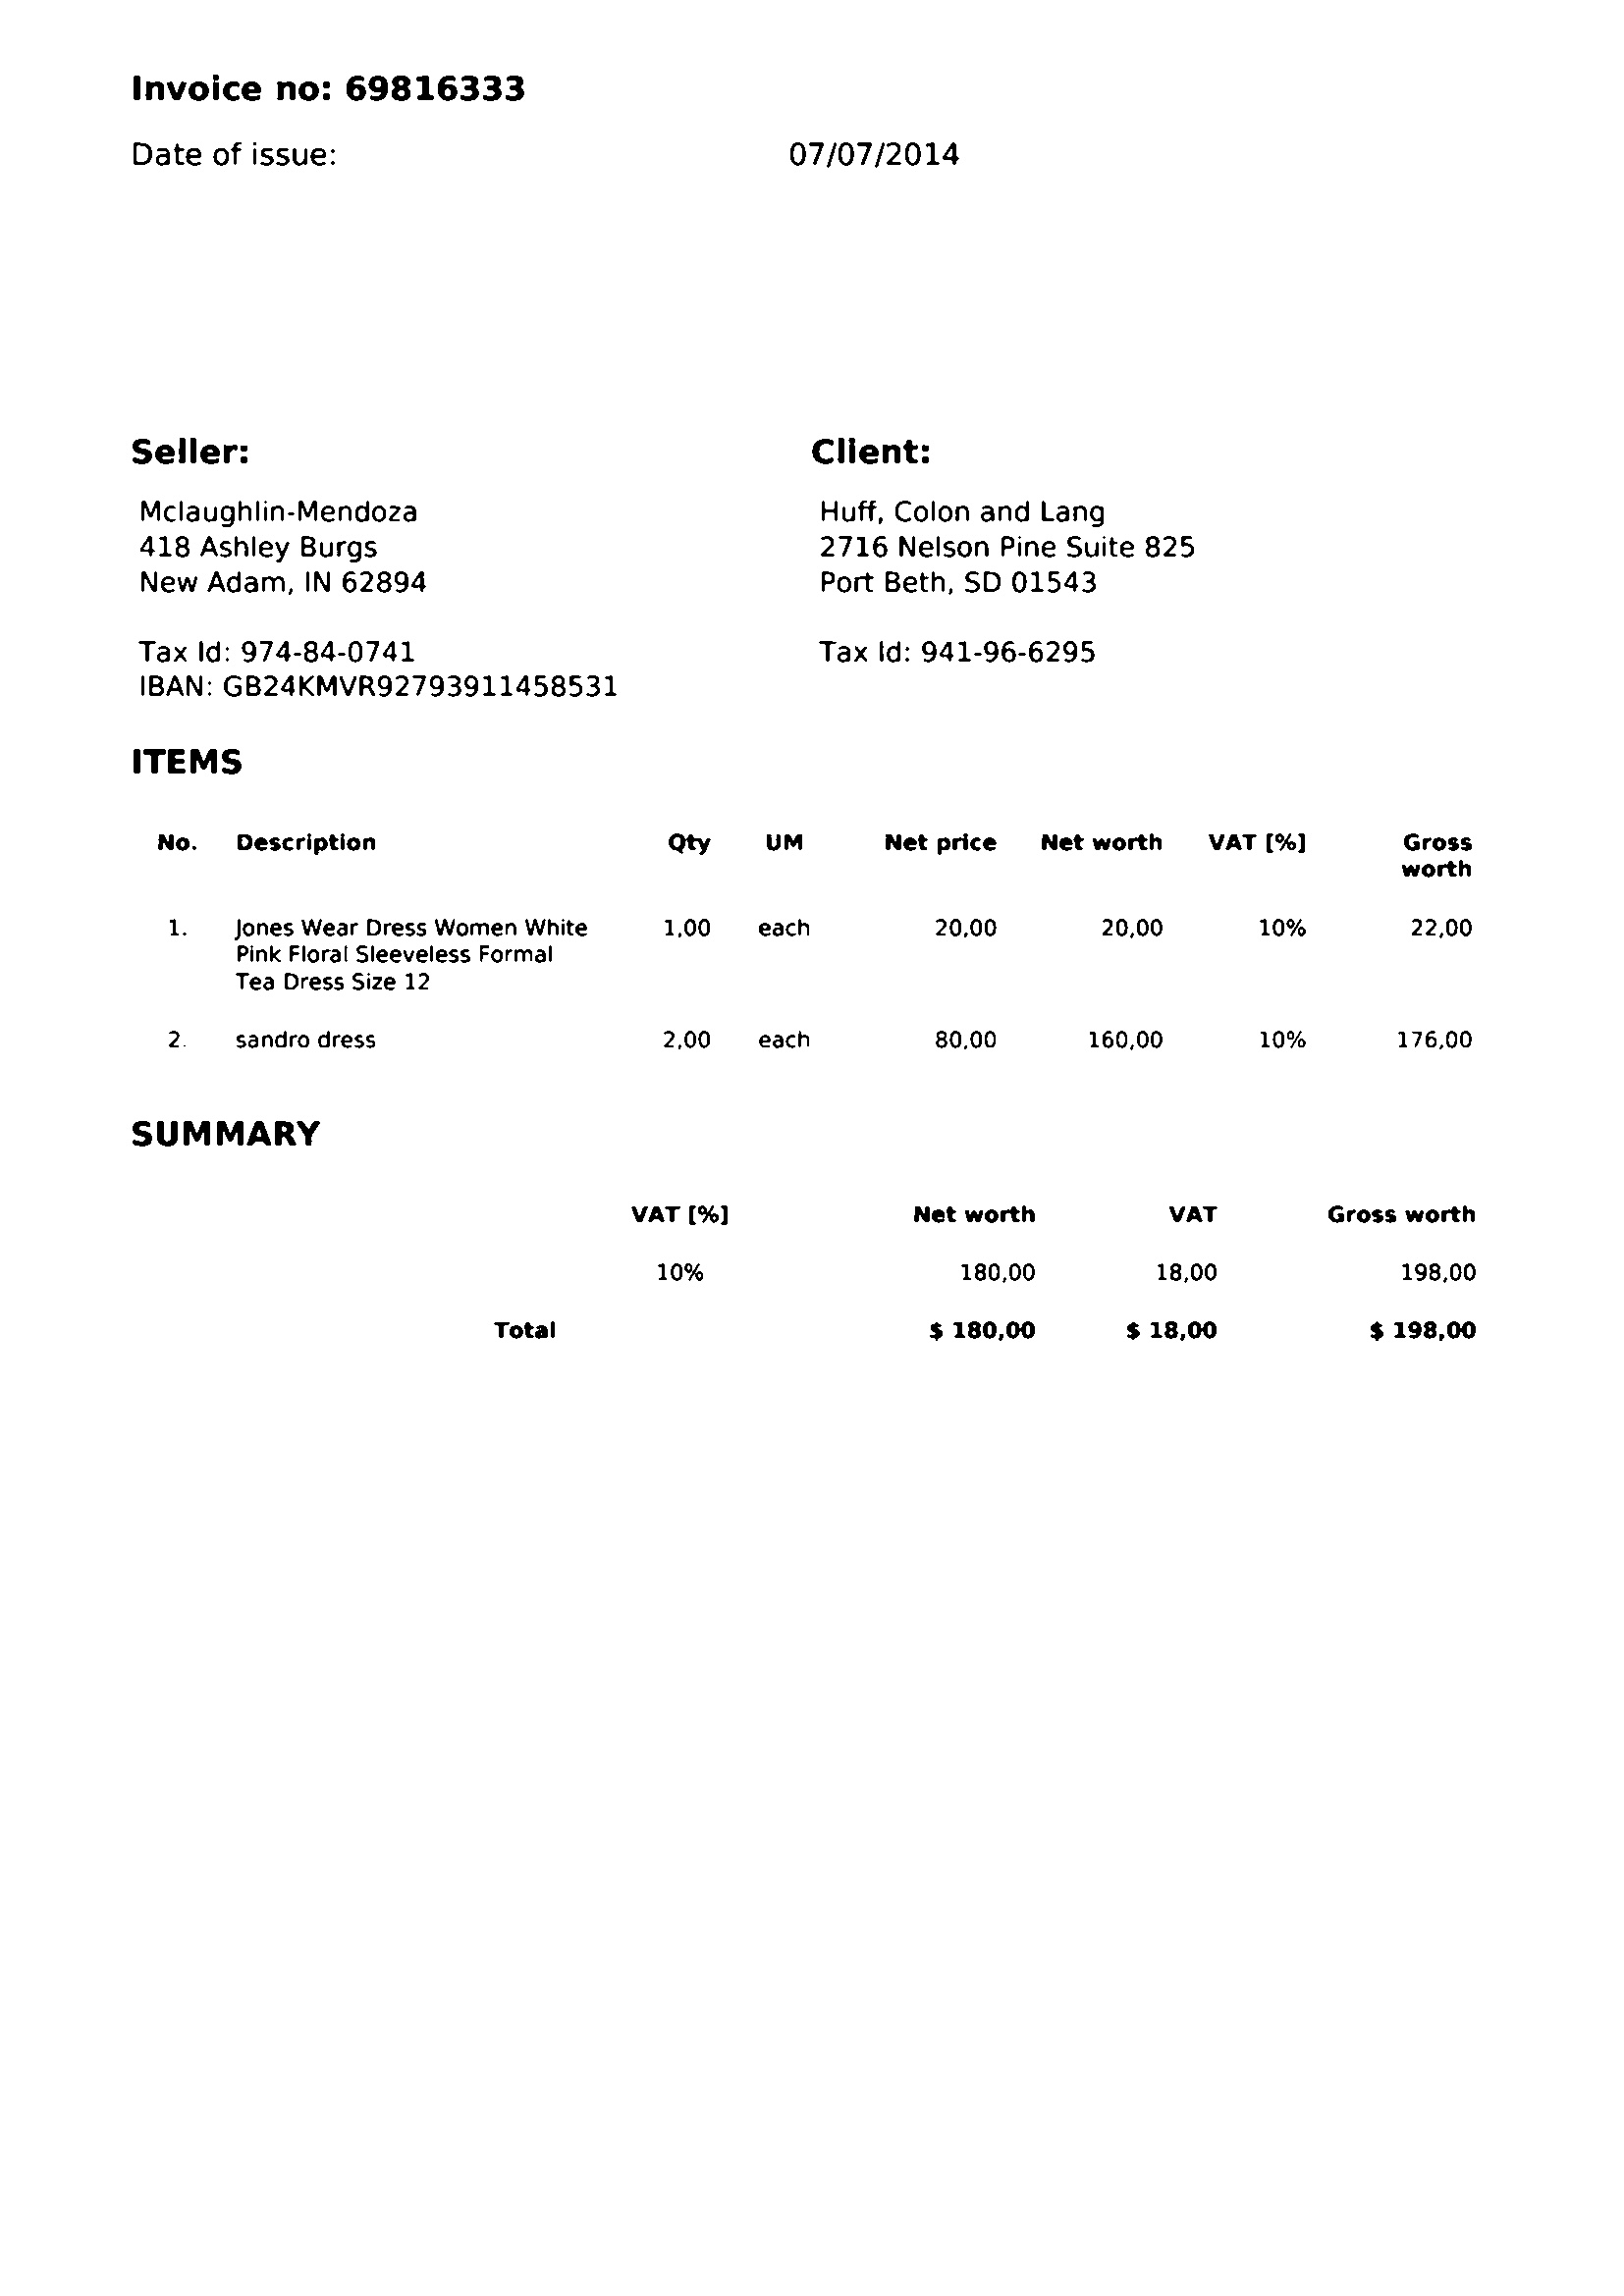 Invoice no: 69816333
Date of issue: 07/07/2014
Seller:
Mclaughlin-Mendoza
418 Ashley Burgs
New Adam, IN 62894
Tax Id: 974-84-0741
IBAN: GB24KMVR92793911458531
Client:
Huff, Colon and Lang
2716 Nelson Pine Suite 825
Port Beth, SD 01543
Tax Id: 941-96-6295
ITEMS
No. Description Qty UM Net price Net worth VAT [%] Gross worth
1. Jones Wear Dress Women White 1,00 each 20,00 20,00 10% 22,00
Pink Floral Sleeveless Formal
Tea Dress Size 12
2. sandro dress 2,00 each 80,00 160,00 10% 176,00
SUMMARY
VAT [%] Net worth VAT Gross worth
10% 180,00 18,00 198,00
Total $ 180,00 $ 18,00 $ 198,00